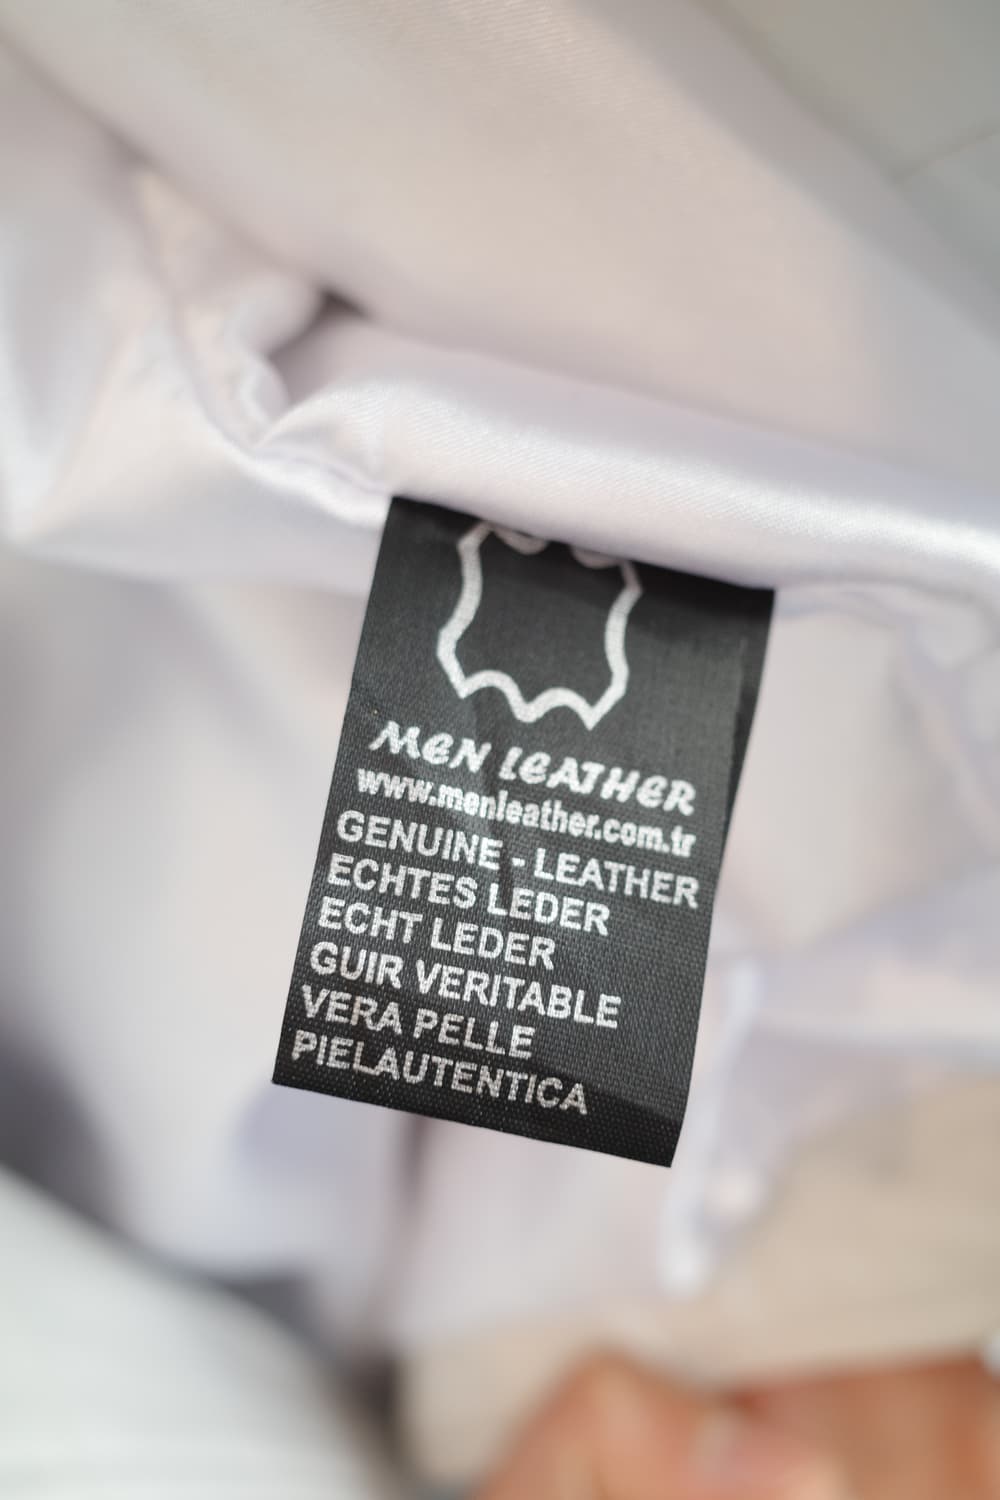 MEN LEATHER
www.menleather.com.tr
GENUINE - LEATHER
ECHTES LEDER
ECHT LEDER
GUIR VERITABLE
VERA PELLE
PIELAUTENTICA